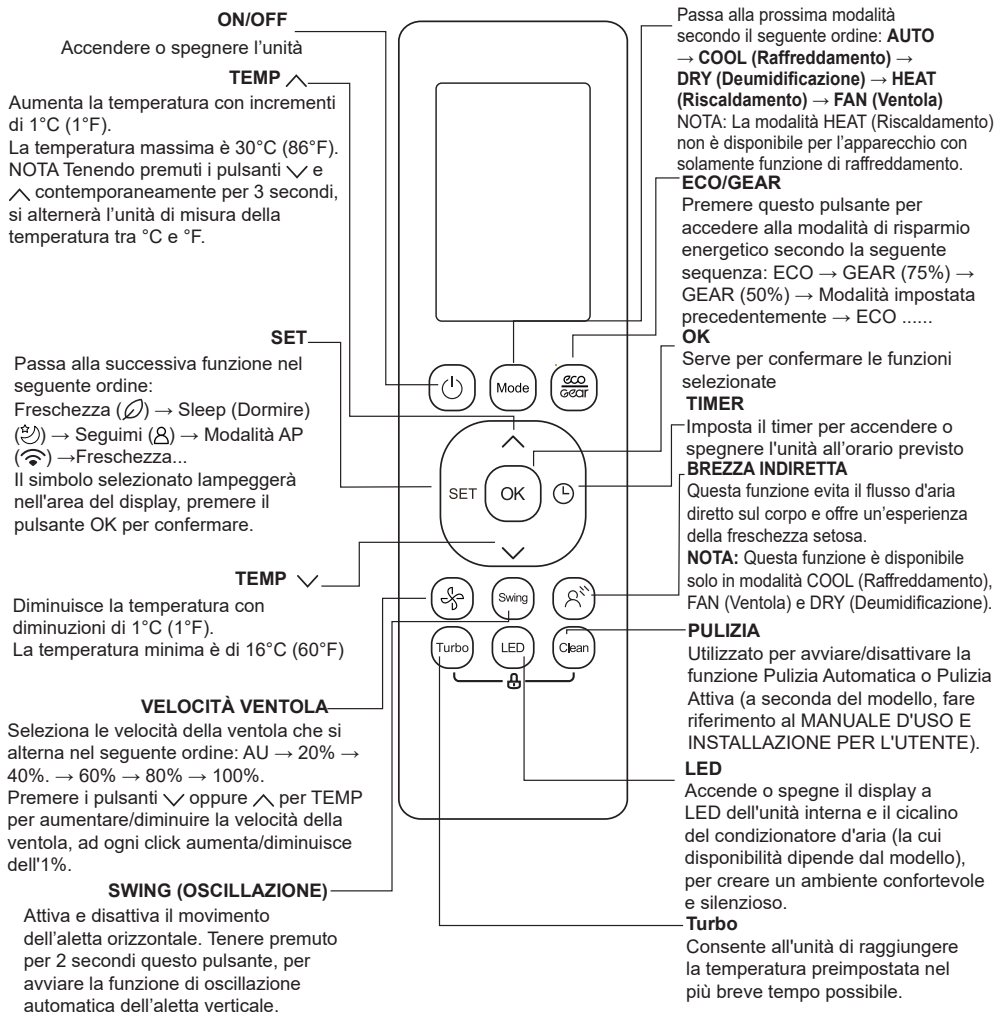 ON/OFF
Accendere o spegnere l’unità
TEMP
Aumenta la temperatura con incrementi
di 1°C (1°F).
La temperatura massima è 30°C (86°F).
NOTA Tenendo premuti i pulsanti e
contemporaneamente per 3 secondi,
si alternerà l’unità di misura della
temperatura tra °C e °F.
SET
Passa alla successiva funzione nel
seguente ordine:
Freschezza ( ) → Sleep (Dormire)
( ) → Seguimi ( ) → Modalità AP
( ) →Freschezza...
Il simbolo selezionato lampeggerà
nell'area del display, premere il
pulsante OK per confermare.
TEMP
Diminuisce la temperatura con
diminuzioni di 1°C (1°F).
La temperatura minima è di 16°C (60°F)
VELOCITÀ VENTOLA
Seleziona le velocità della ventola che si
alterna nel seguente ordine: AU → 20% →
40%. → 60% → 80% → 100%.
Premere i pulsanti oppure per TEMP
per aumentare/diminuire la velocità della
ventola, ad ogni click aumenta/diminuisce
dell'1%.
SWING (OSCILLAZIONE)
Attiva e disattiva il movimento
dell’aletta orizzontale. Tenere premuto
per 2 secondi questo pulsante, per
avviare la funzione di oscillazione
automatica dell’aletta verticale.
Mode
eco
Gear
SET
OK
Swing
Turbo
LED
Clean
Passa alla prossima modalità
secondo il seguente ordine: AUTO
→ COOL (Raffreddamento) →
DRY (Deumidificazione) → HEAT
(Riscaldamento) → FAN (Ventola)
NOTA: La modalità HEAT (Riscaldamento)
non è disponibile per l’apparecchio con
solamente funzione di raffreddamento.
ECO/GEAR
Premere questo pulsante per
accedere alla modalità di risparmio
energetico secondo la seguente
sequenza: ECO → GEAR (75%) →
GEAR (50%) → Modalità impostata
precedentemente → ECO ......
OK
Serve per confermare le funzioni
selezionate
TIMER
Imposta il timer per accendere o
spegnere l'unità all’orario previsto
BREZZA INDIRETTA
Questa funzione evita il flusso d'aria
diretto sul corpo e offre un’esperienza
della freschezza setosa.
NOTA: Questa funzione è disponibile
solo in modalità COOL (Raffreddamento),
FAN (Ventola) e DRY (Deumidificazione).
PULIZIA
Utilizzato per avviare/disattivare la
funzione Pulizia Automatica o Pulizia
Attiva (a seconda del modello, fare
riferimento al MANUALE D'USO E
INSTALLAZIONE PER L'UTENTE).
LED
Accende o spegne il display a
LED dell'unità interna e il cicalino
del condizionatore d'aria (la cui
disponibilità dipende dal modello),
per creare un ambiente confortevole
e silenzioso.
Turbo
Consente all'unità di raggiungere
la temperatura preimpostata nel
più breve tempo possibile.